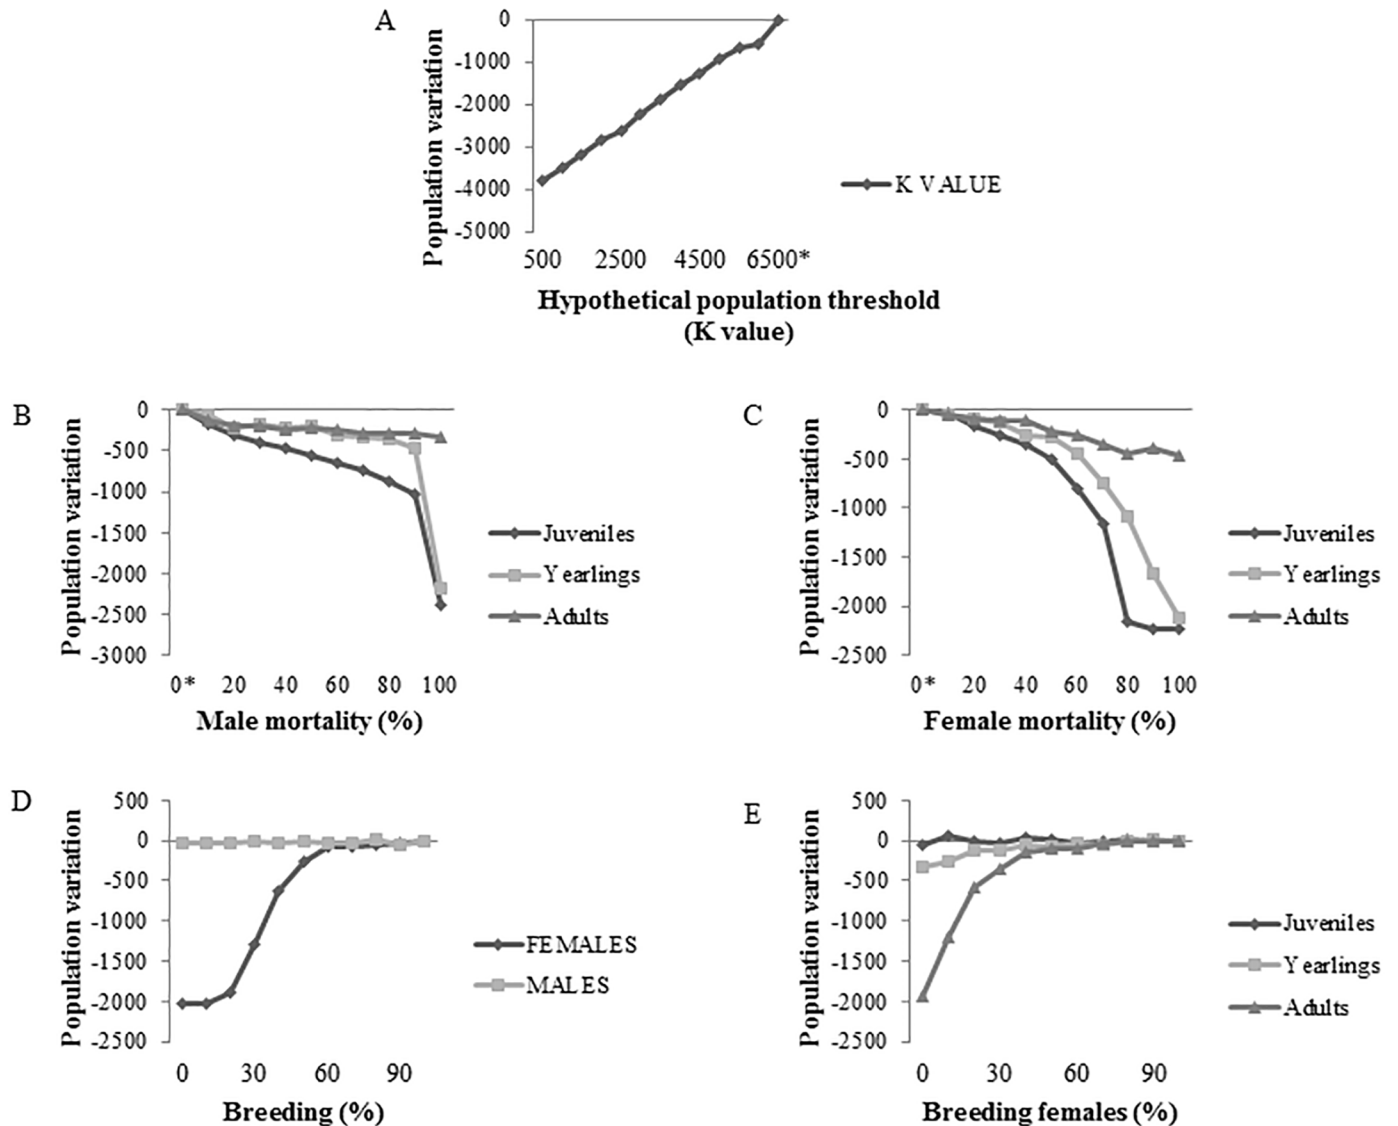 A
Population variation
0
-1000
-2000
-3000
-4000
-5000
500 2500 4500 6500*
Hypothetical population threshold
(K value)
K VALUE
B
Population variation
0
-500
-1000
-1500
-2000
-2500
-3000
0* 20 40 60 80 100
Male mortality (%)
Juveniles
Yearlings
Adults
C
Population variation
0
-500
-1000
-1500
-2000
-2500
0* 20 40 60 80 100
Female mortality (%)
Juveniles
Yearlings
Adults
D
Population variation
500
0
-500
-1000
-1500
-2000
-2500
0 30 60 90
Breeding (%)
FEMALES
MALES
E
Population variation
500
0
-500
-1000
-1500
-2000
-2500
0 30 60 90
Breeding females (%)
Juveniles
Yearlings
Adults